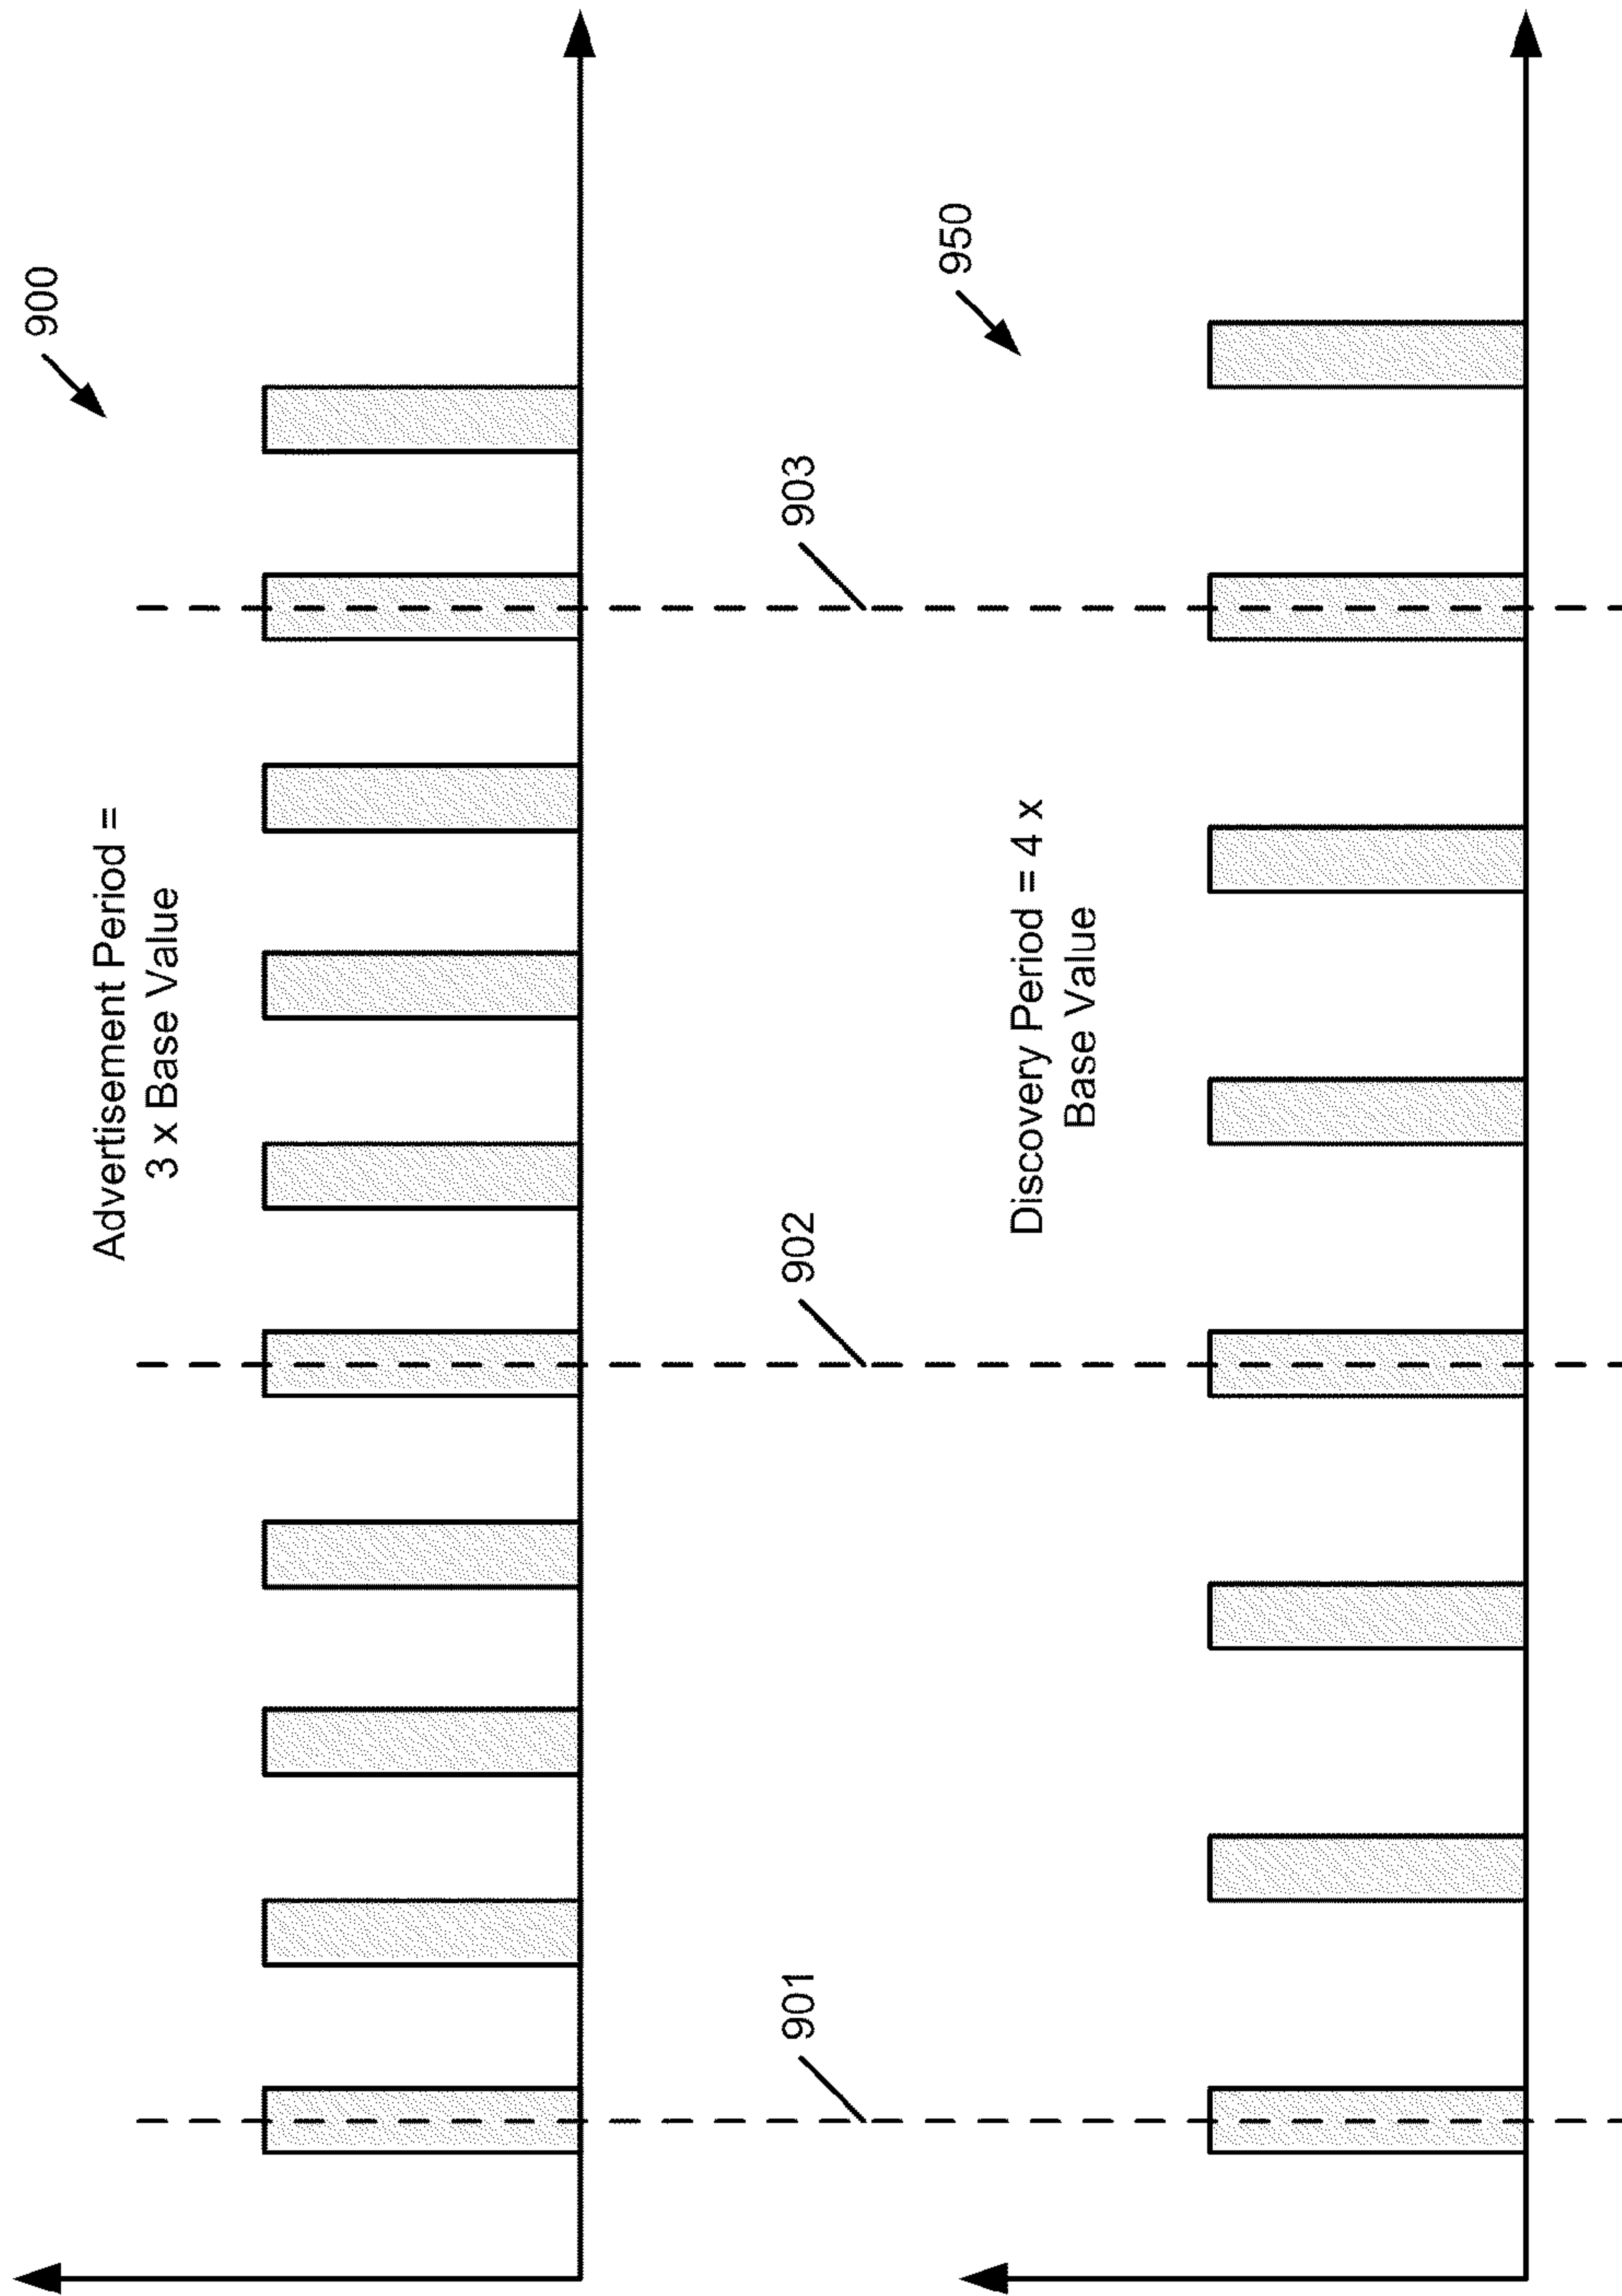 900
Advertisement Period =
3 x Base Value
901
902
903
950
Discovery Period = 4 x
Base Value